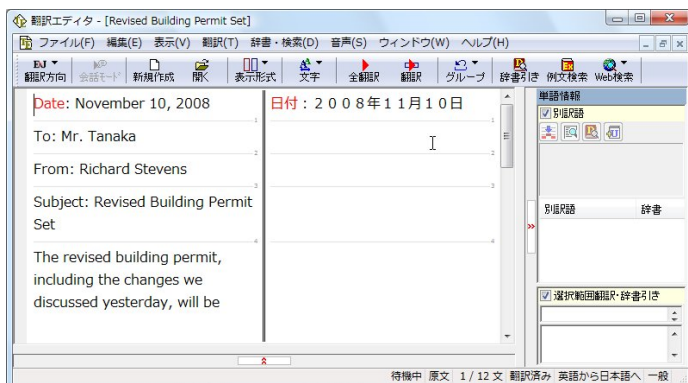 翻訳エディタ - [Revised Building Permit Set]
ファイル(F) 編集(E) 表示(V) 翻訳(T) 辞書・検索(D) 音声(S) ウィンドウ(W) ヘルプ(H)
翻訳方向 会話モード 新規作成 開く 表示形式 文字 全翻訳 翻訳 グループ 辞書引き 例文検索 Web検索
Date: November 10, 2008
日付：２００８年１１月１０日
1
1
To: Mr. Tanaka
2
2
From: Richard Stevens
3
3
Subject: Revised Building Permit
Set
4
4
The revised building permit,
including the changes we
discussed yesterday, will be
単語情報
別訳語
別訳語 辞書
選択範囲翻訳・辞書引き
待機中 原文 1 / 12 文 翻訳済み 英語から日本語へ 一般